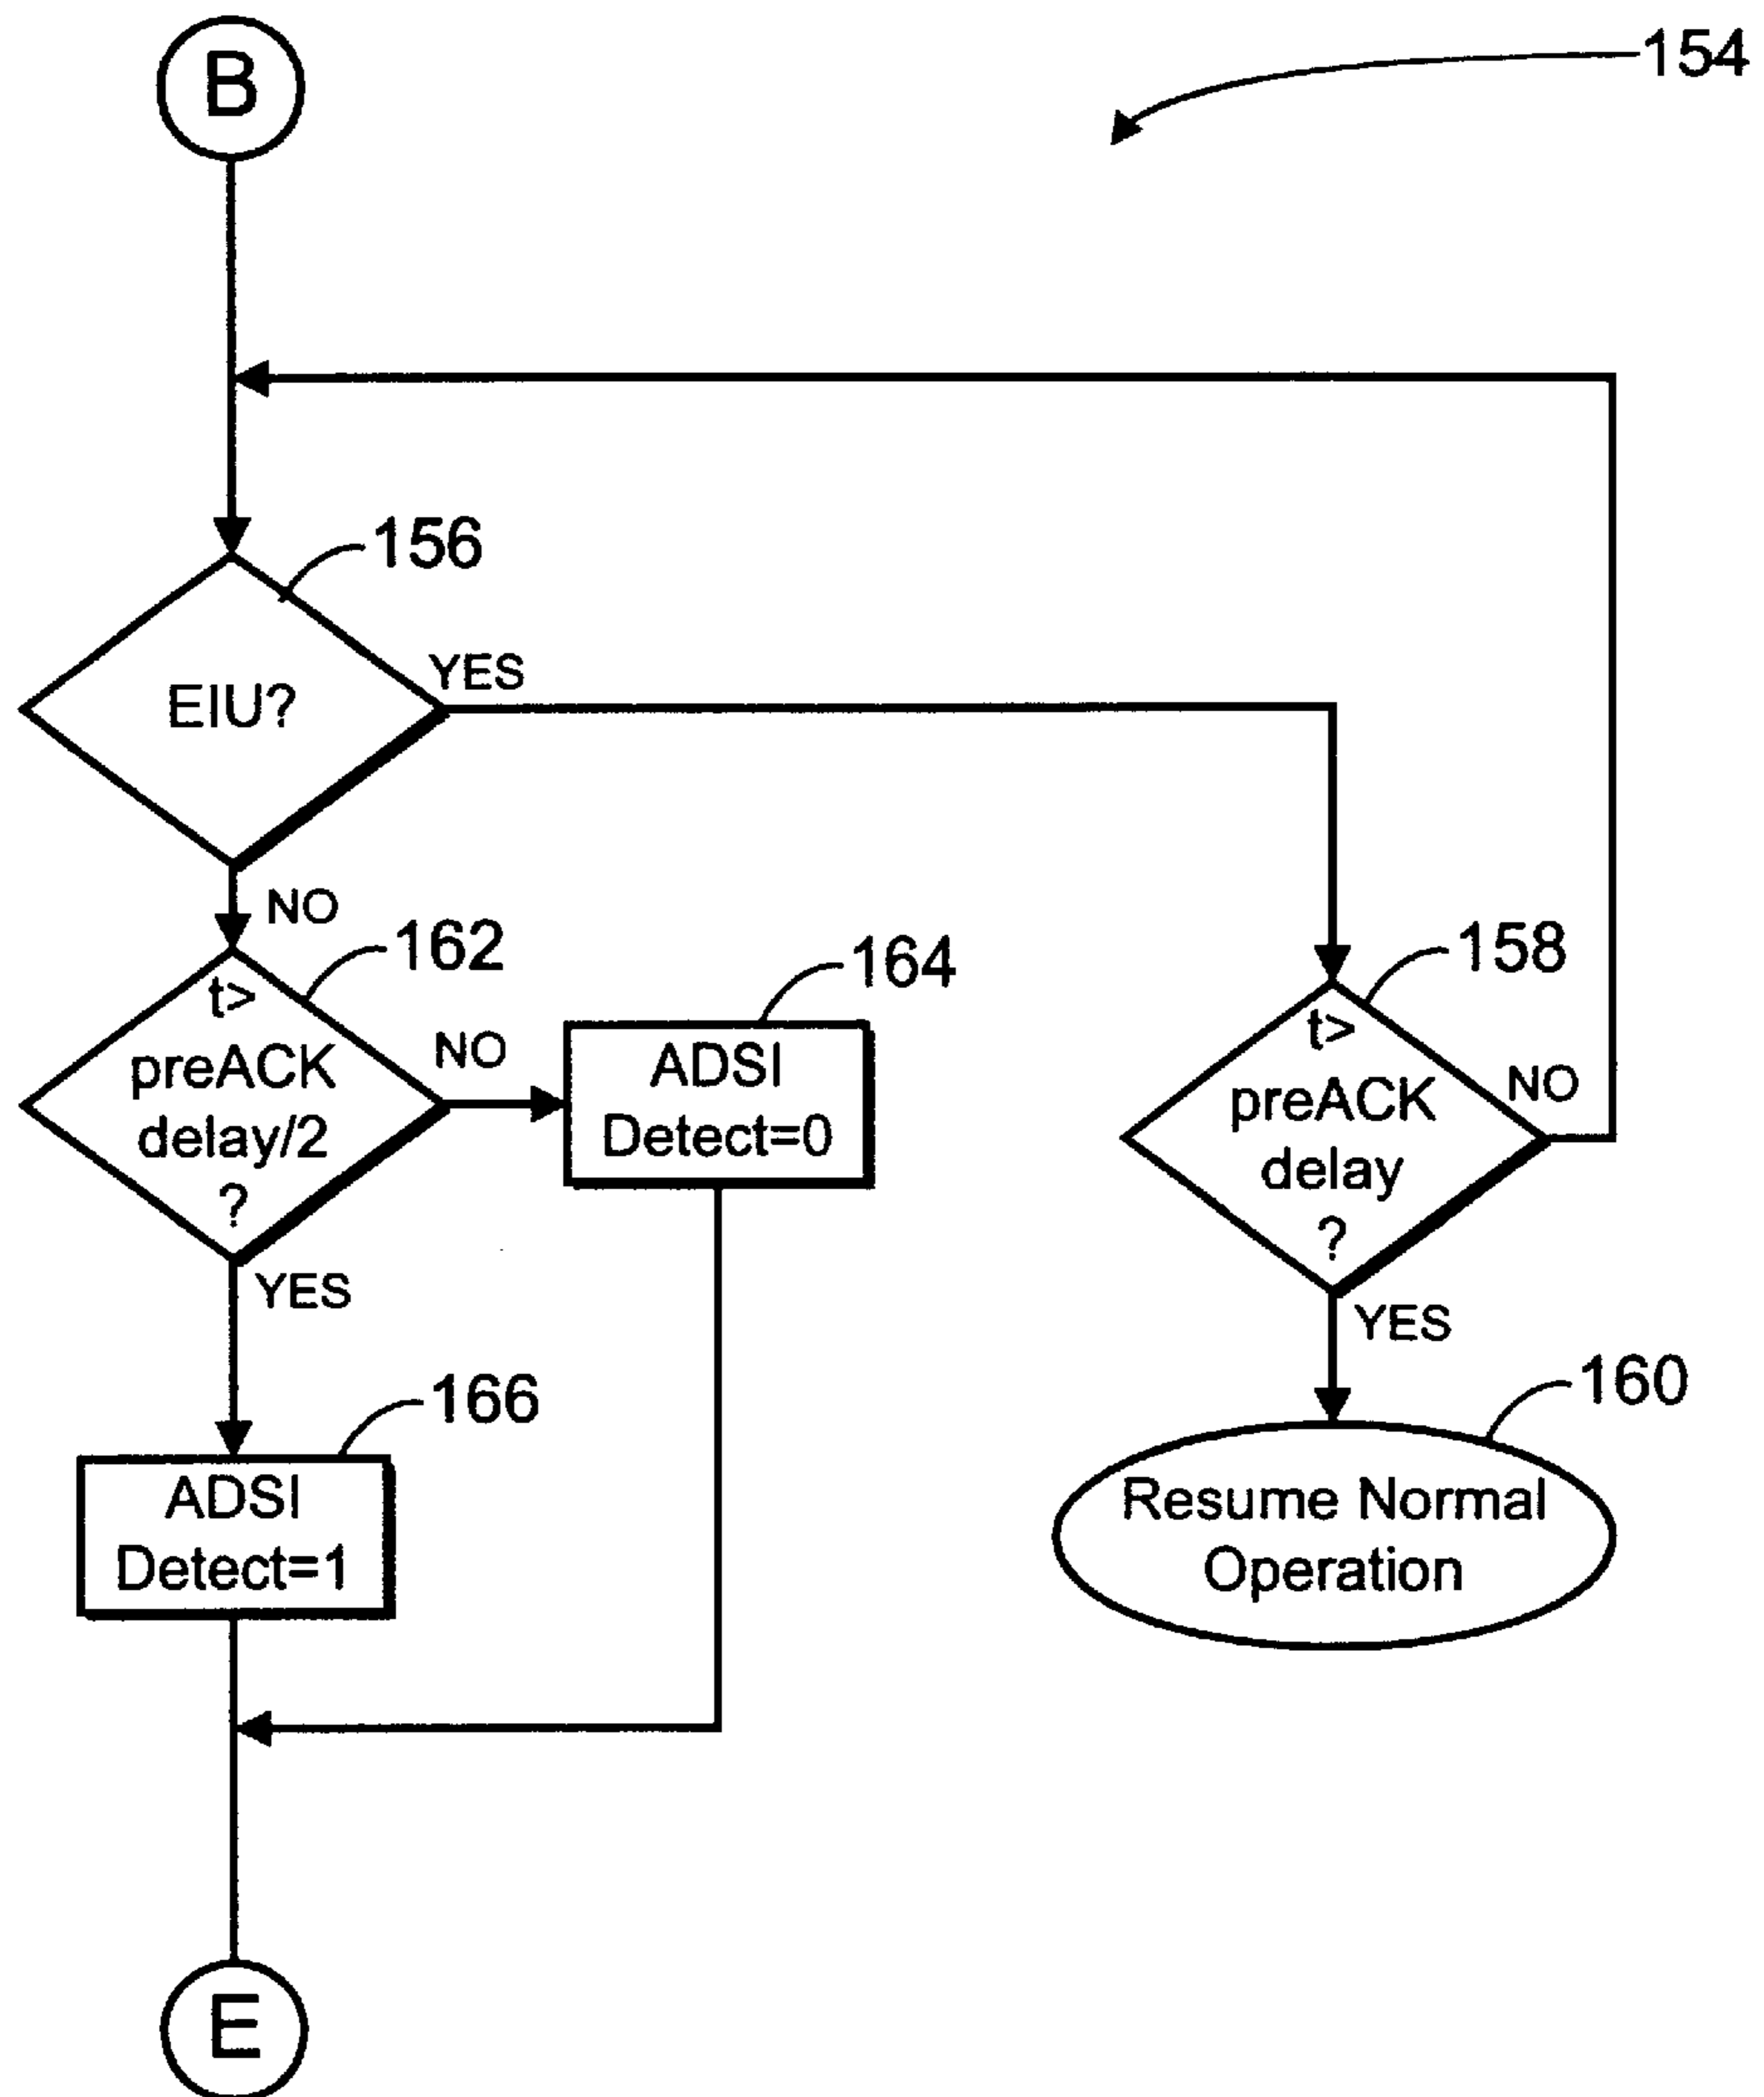 B
154
156
YES
EIU?
NO
162
t>
preACK
delay/2
?
NO
164
ADSI
Detect=0
158
t>
preACK
delay
?
NO
YES
YES
166
ADSI
Detect=1
160
Resume Normal
Operation
E